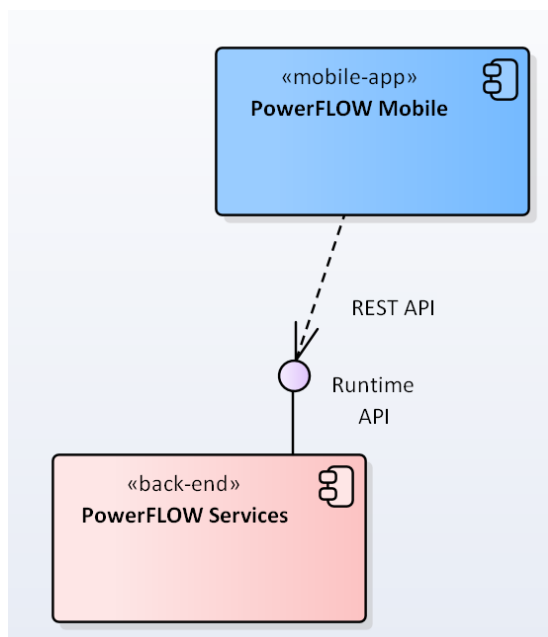 «mobile-app»
PowerFLOW Mobile
REST API
Runtime
API
«back-end»
PowerFLOW Services